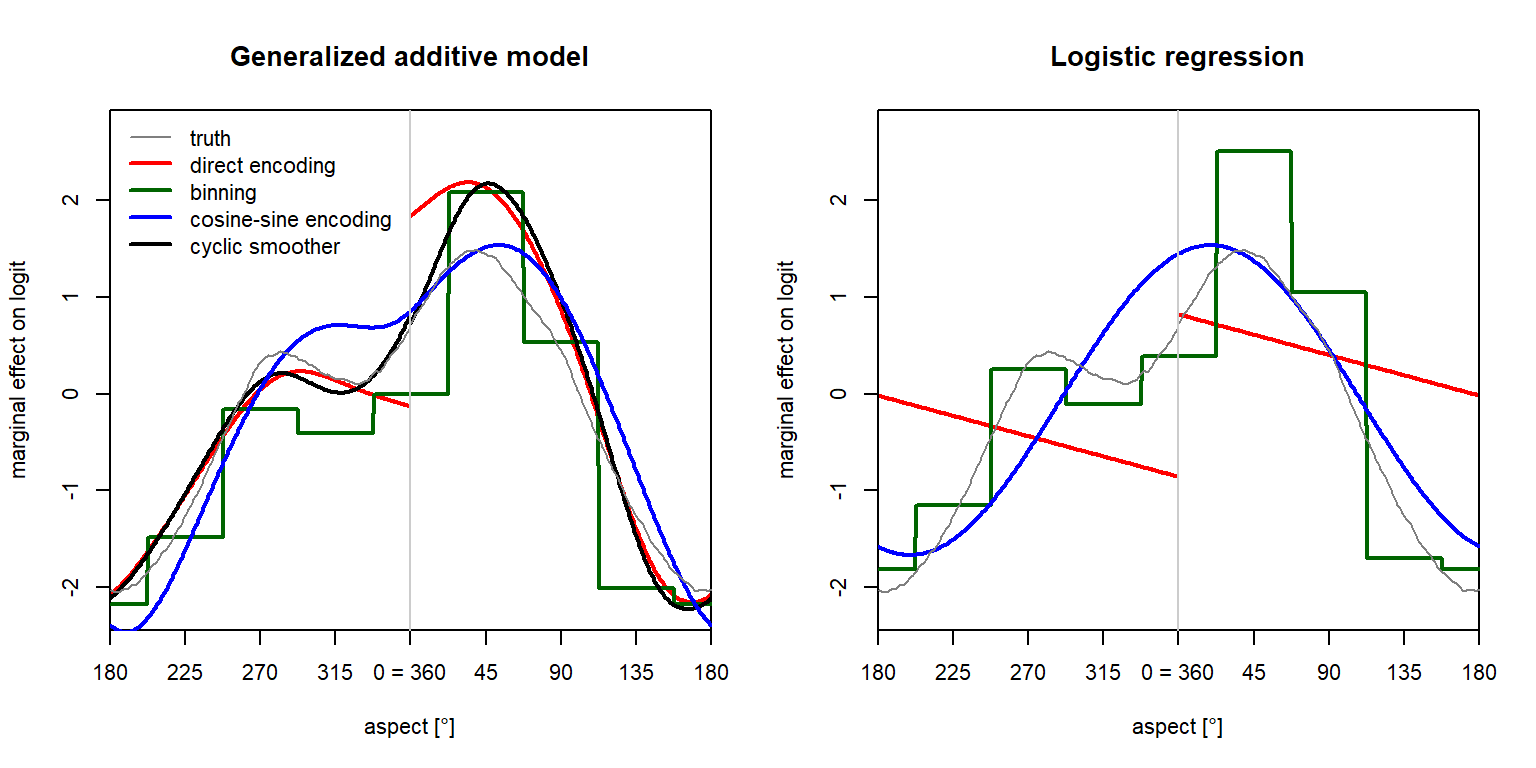 Generalized additive model
truth
direct encoding
binning
cosine-sine encoding
cyclic smoother
marginal effect on logit
2
1
0
-1
-2
180 225 270 315 0 = 360 45 90 135 180
aspect [°]
Logistic regression
marginal effect on logit
2
1
0
-1
-2
180 225 270 315 0 = 360 45 90 135 180
aspect [°]